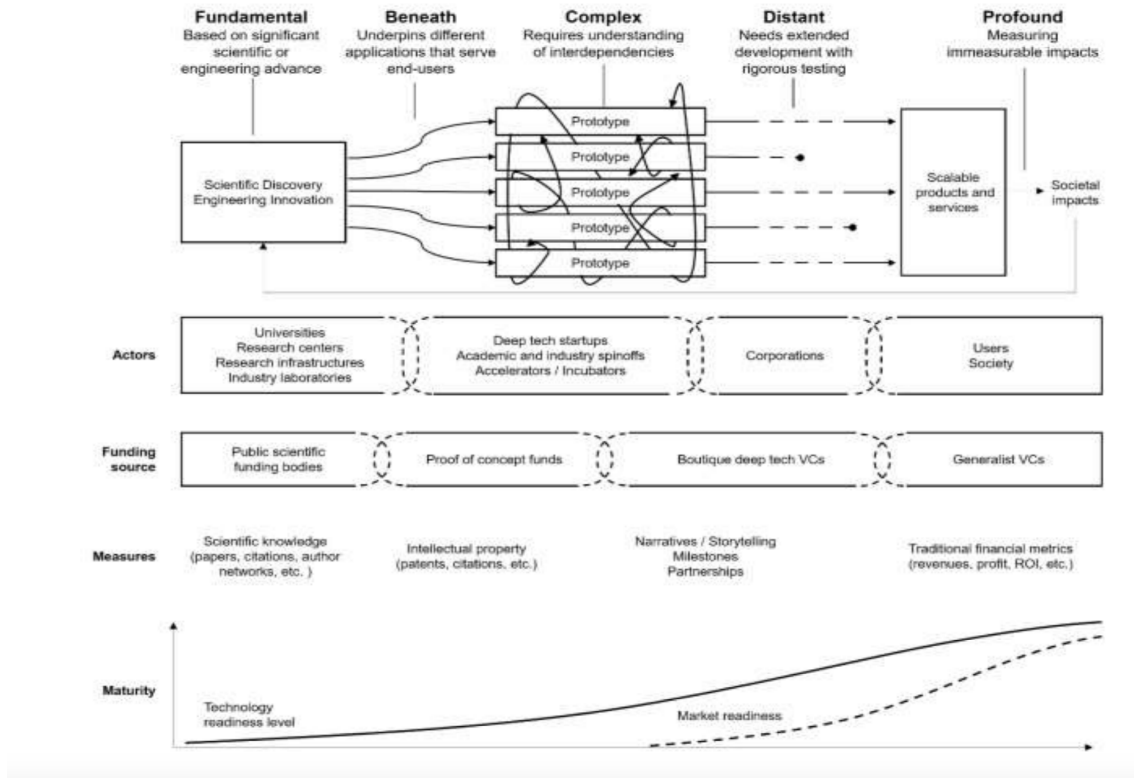 Fundamental
Based on significant
scientific or
engineering advance
Beneath
Underpins different
applications that serve
end-users
Complex
Requires understanding
of interdependencies
Distant
Needs extended
development with
rigorous testing
Profound
Measuring
immeasurable impacts
Scientific Discovery
Engineering Innovation
Prototype
Prototype
Prototype
Prototype
Prototype
Scalable
products and
services
Societal
impacts
Actors
Universities
Research centers
Research infrastructures
Industry laboratories
Deep tech startups
Academic and industry spinoffs
Accelerators / Incubators
Corporations
Users
Society
Funding
source
Public scientific
funding bodies
Proof of concept funds
Boutique deep tech VCs
Generalist VCs
Measures
Scientific knowledge
(papers, citations, author
networks, etc. )
Intellectual property
(patents, citations, etc.)
Narratives / Storytelling
Milestones
Partnerships
Traditional financial metrics
(revenues, profit, ROI, etc.)
Maturity
Technology
readiness level
Market readiness